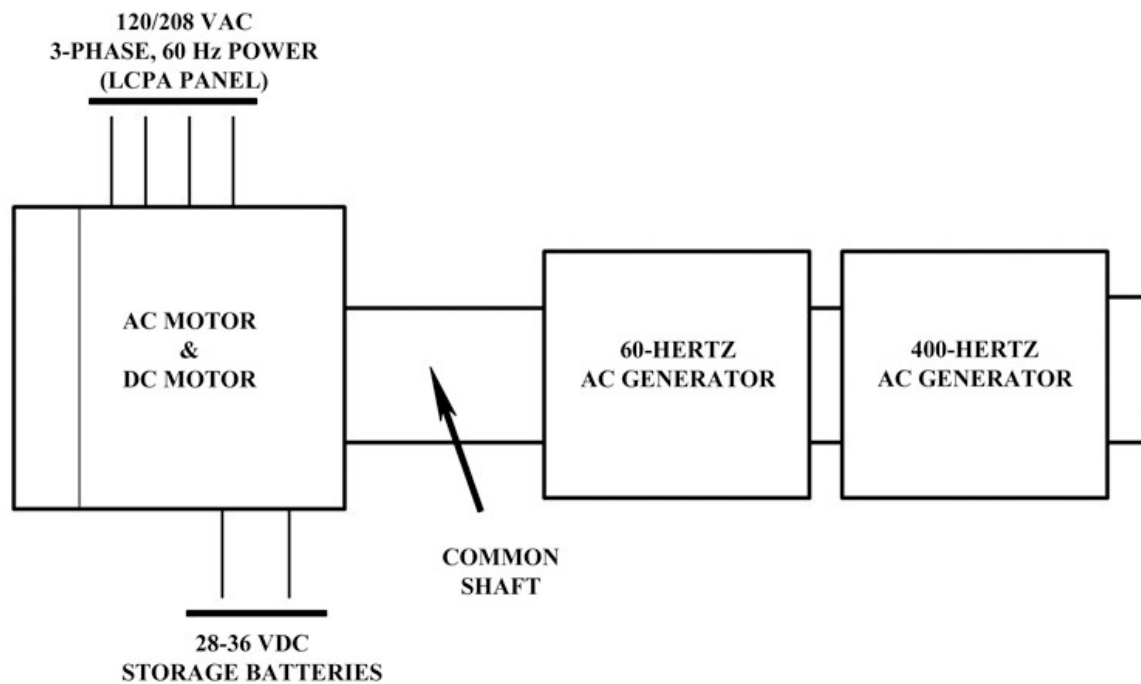 120/208 VAC
3-PHASE, 60 Hz POWER
(LCPA PANEL)
AC MOTOR
&
DC MOTOR
60-HERTZ
AC GENERATOR
400-HERTZ
AC GENERATOR
COMMON
SHAFT
28-36 VDC
STORAGE BATTERIES